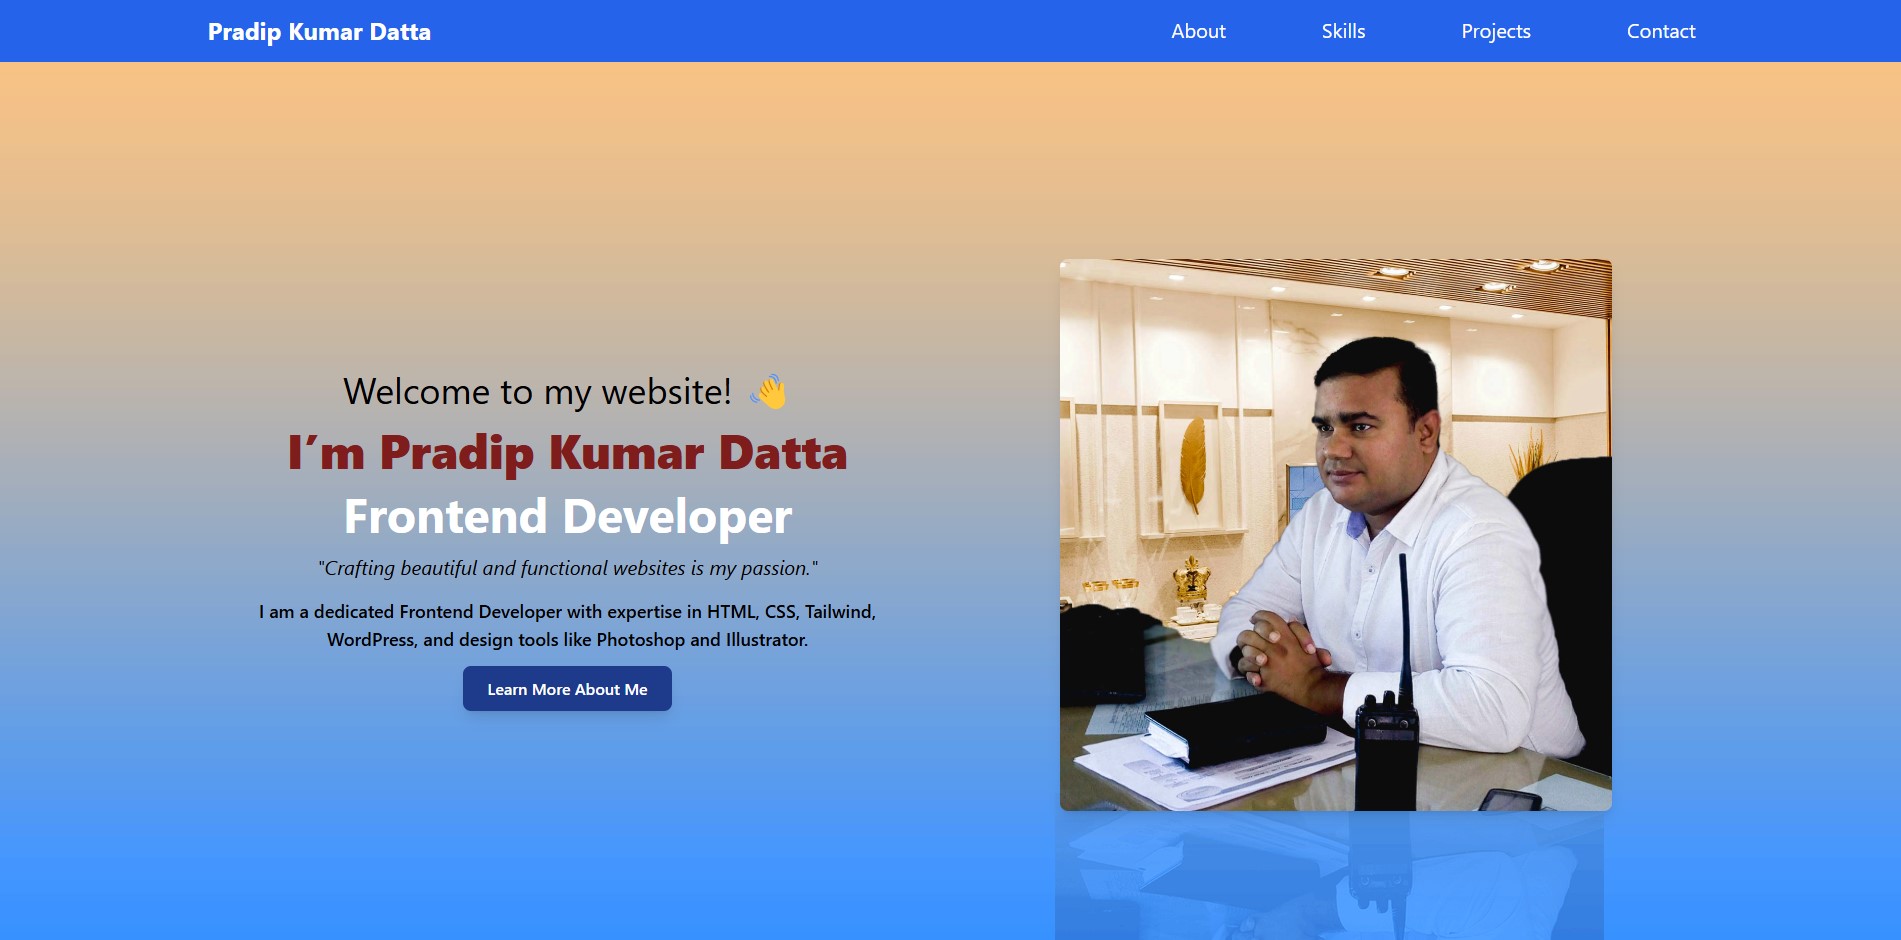 Pradip Kumar Datta
About
Skills
Projects
Contact
Welcome to my website! 👋
I’m Pradip Kumar Datta
Frontend Developer
"Crafting beautiful and functional websites is my passion."
I am a dedicated Frontend Developer with expertise in HTML, CSS, Tailwind,
WordPress, and design tools like Photoshop and Illustrator.
Learn More About Me